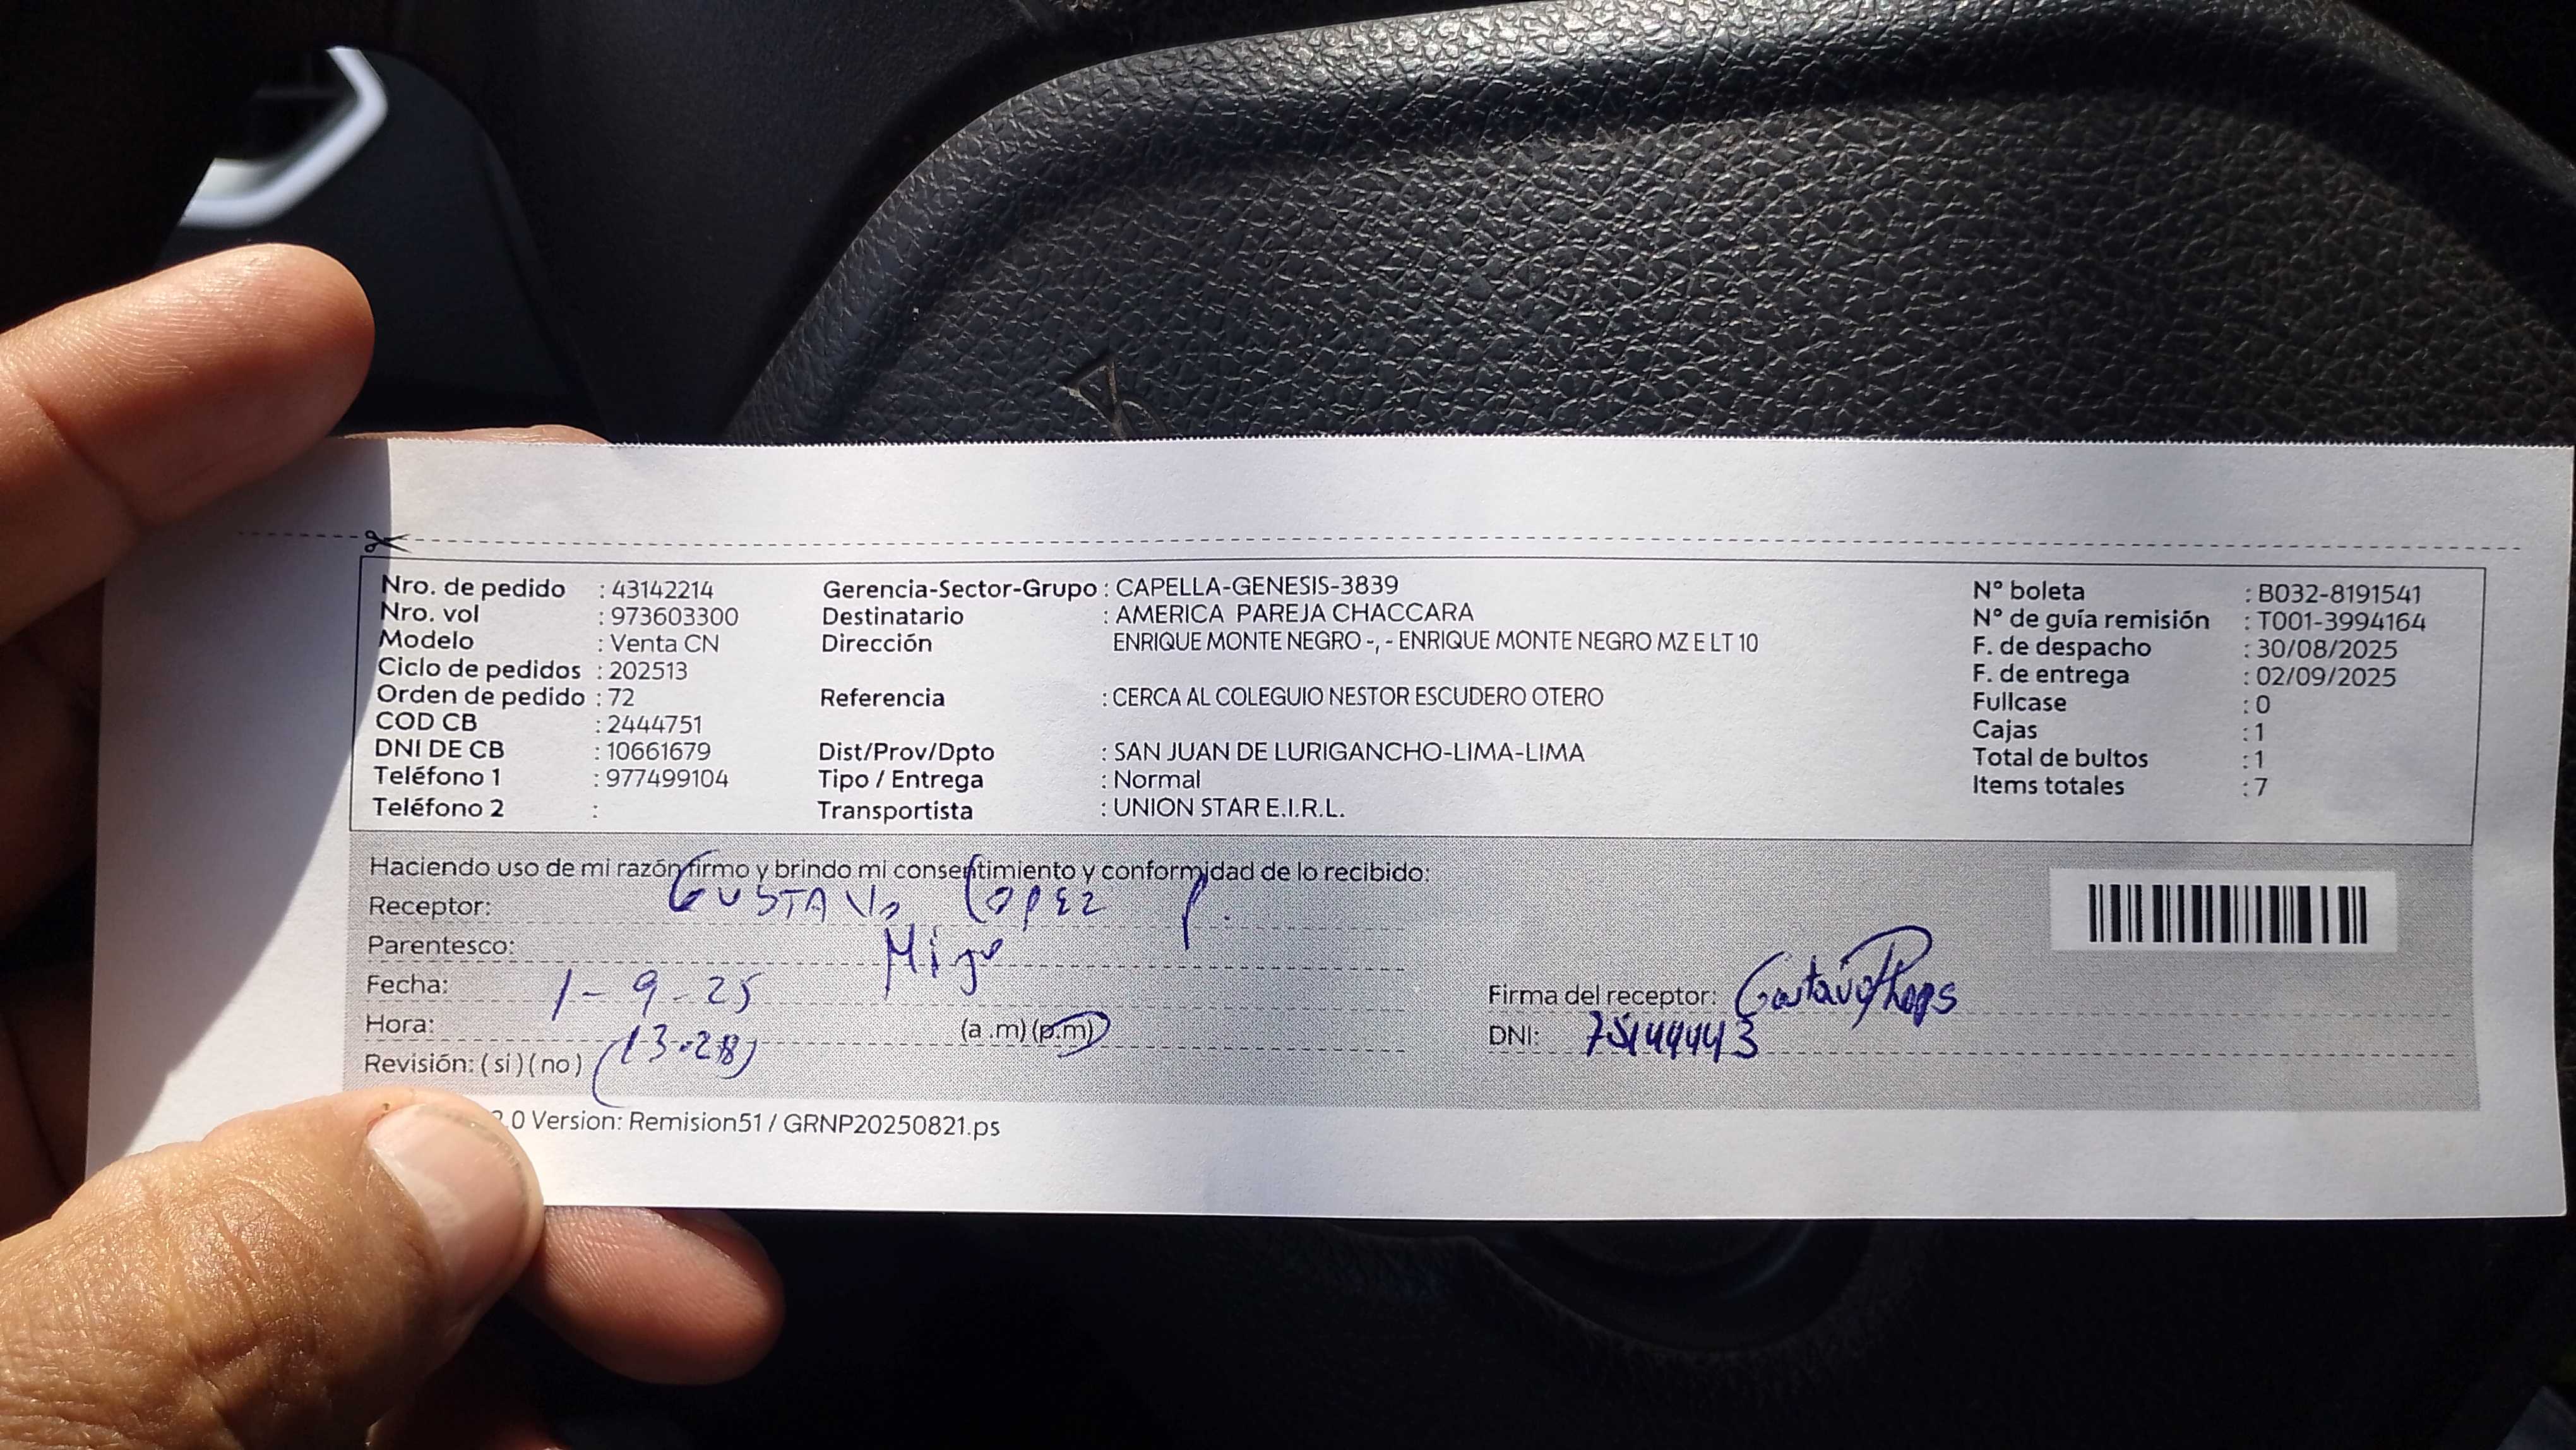 Nro. de pedido : 43142214
Nro. vol : 973603300
Modelo : Venta CN
Ciclo de pedidos : 202513
Orden de pedido : 72
COD CB : 2444751
DNI DE CB : 10661679
Teléfono 1 : 977499104
Teléfono 2 :
Gerencia-Sector-Grupo : CAPELLA-GENESIS-3839
Destinatario : AMERICA PAREJA CHACCARA
Dirección ENRIQUE MONTE NEGRO -, - ENRIQUE MONTE NEGRO MZ E LT 10
Referencia : CERCA AL COLEGUIO NESTOR ESCUDERO OTERO
Dist/Prov/Dpto : SAN JUAN DE LURIGANCHO-LIMA-LIMA
Tipo / Entrega : Normal
Transportista : UNION STAR E.I.R.L.
N° boleta : B032-8191541
N° de guía remisión : T001-3994164
F. de despacho : 30/08/2025
F. de entrega : 02/09/2025
Fullcase : 0
Cajas : 1
Total de bultos : 1
Items totales : 7
Haciendo uso de mi razón firmo y brindo mi consentimiento y conformidad de lo recibido:
Receptor: GUSTAVo LOPEZ P.
Parentesco:
Fecha: 1-9-25
Hora: (13.28) (a .m) (p.m)
Revisión: ( si ) ( no )
Firma del receptor:
DNI: 75144443
2.0 Version: Remision51 / GRNP20250821.ps